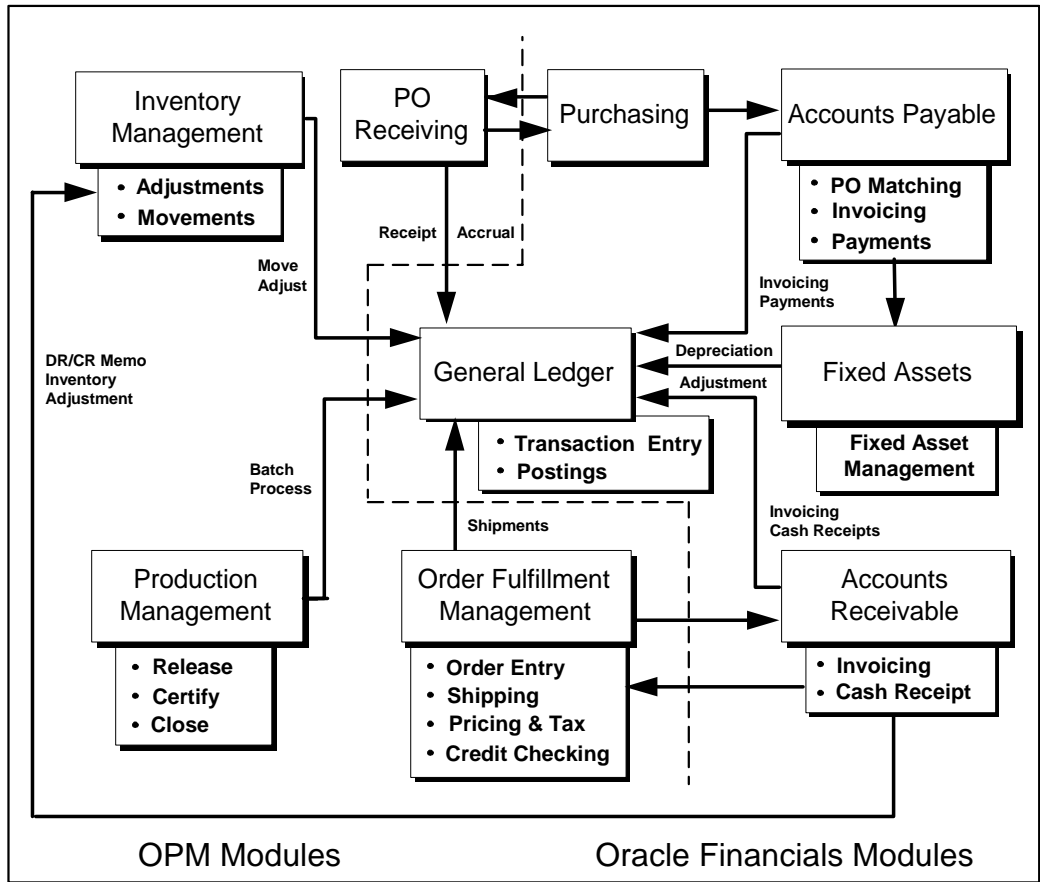 Inventory
Management
• Adjustments
• Movements
PO
Receiving
Purchasing
Accounts Payable
• PO Matching
• Invoicing
• Payments
Receipt
Accrual
Move
Adjust
Invoicing
Payments
DR/CR Memo
Inventory
Adjustment
General Ledger
• Transaction Entry
• Postings
Depreciation
Adjustment
Fixed Assets
Fixed Asset
Management
Batch
Process
Shipments
Invoicing
Cash Receipts
Production
Management
• Release
• Certify
• Close
Order Fulfillment
Management
• Order Entry
• Shipping
• Pricing & Tax
• Credit Checking
Accounts
Receivable
• Invoicing
• Cash Receipt
OPM Modules
Oracle Financials Modules